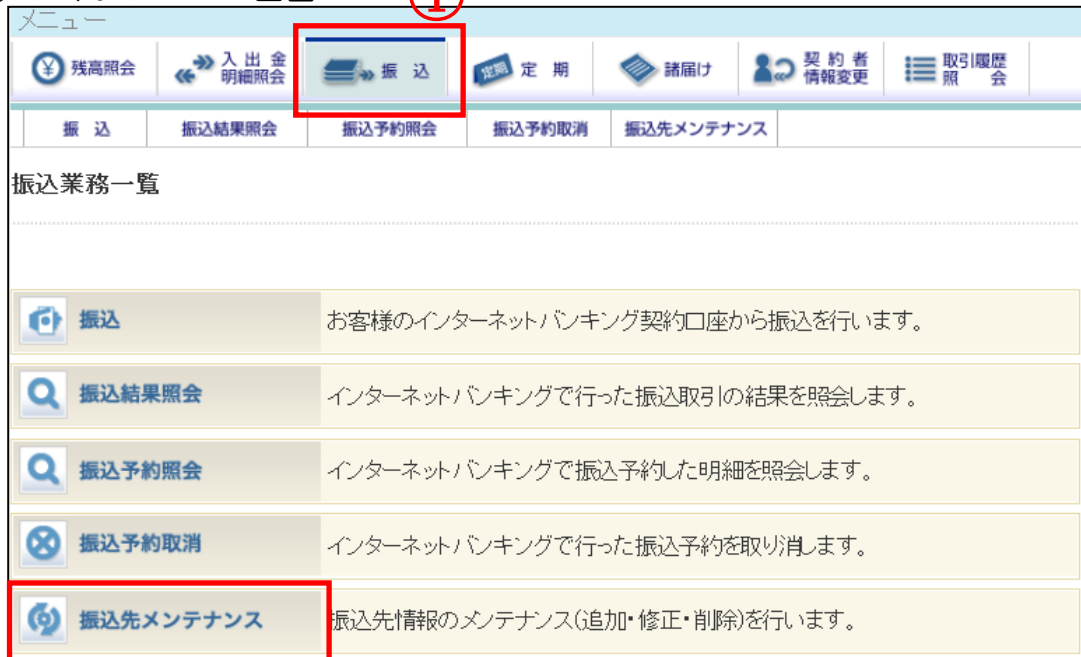 ①
メニュー
残高照会 入出金明細照会 振込 定期 諸届け 契約者情報変更 取引履歴照会
振込 振込結果照会 振込予約照会 振込予約取消 振込先メンテナンス
振込業務一覧
振込 お客様のインターネットバンキング契約口座から振込を行います。
振込結果照会 インターネットバンキングで行った振込取引の結果を照会します。
振込予約照会 インターネットバンキングで振込予約した明細を照会します。
振込予約取消 インターネットバンキングで行った振込予約を取り消します。
振込先メンテナンス 振込先情報のメンテナンス(追加・修正・削除)を行います。